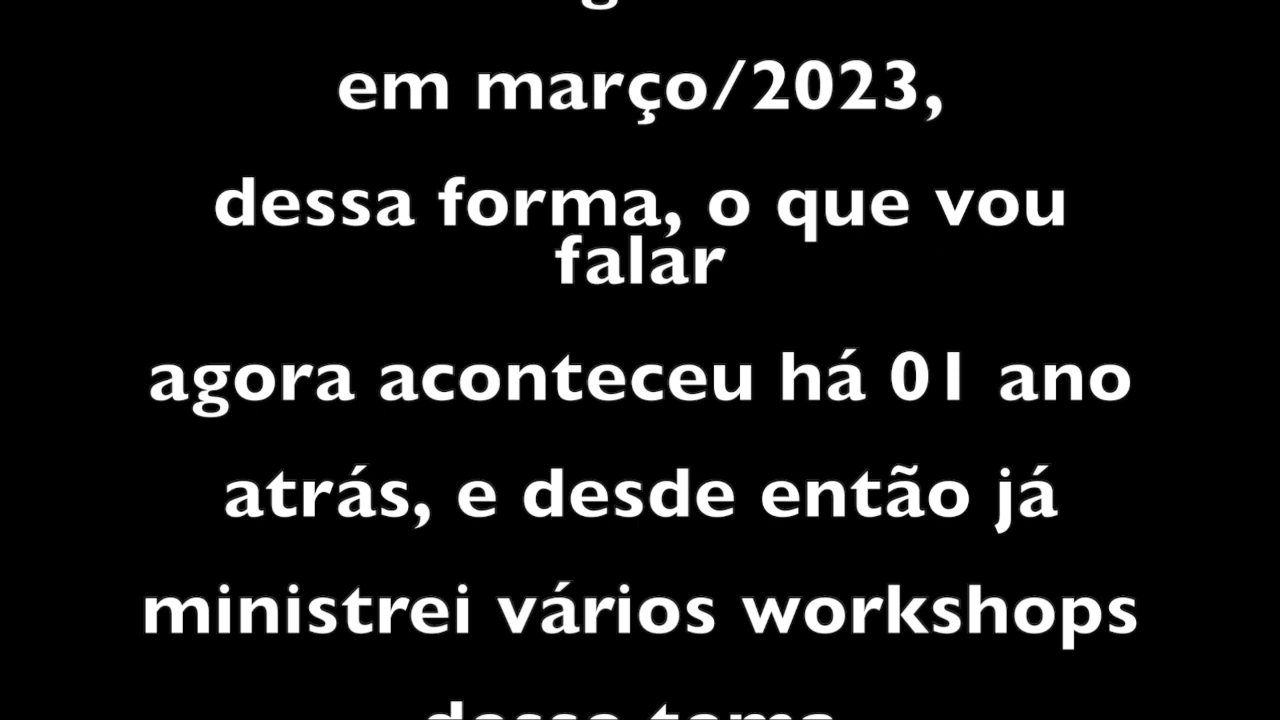 em março/2023,
dessa forma, o que vou
falar
agora aconteceu há 01 ano
atrás, e desde então já
ministrei vários workshops